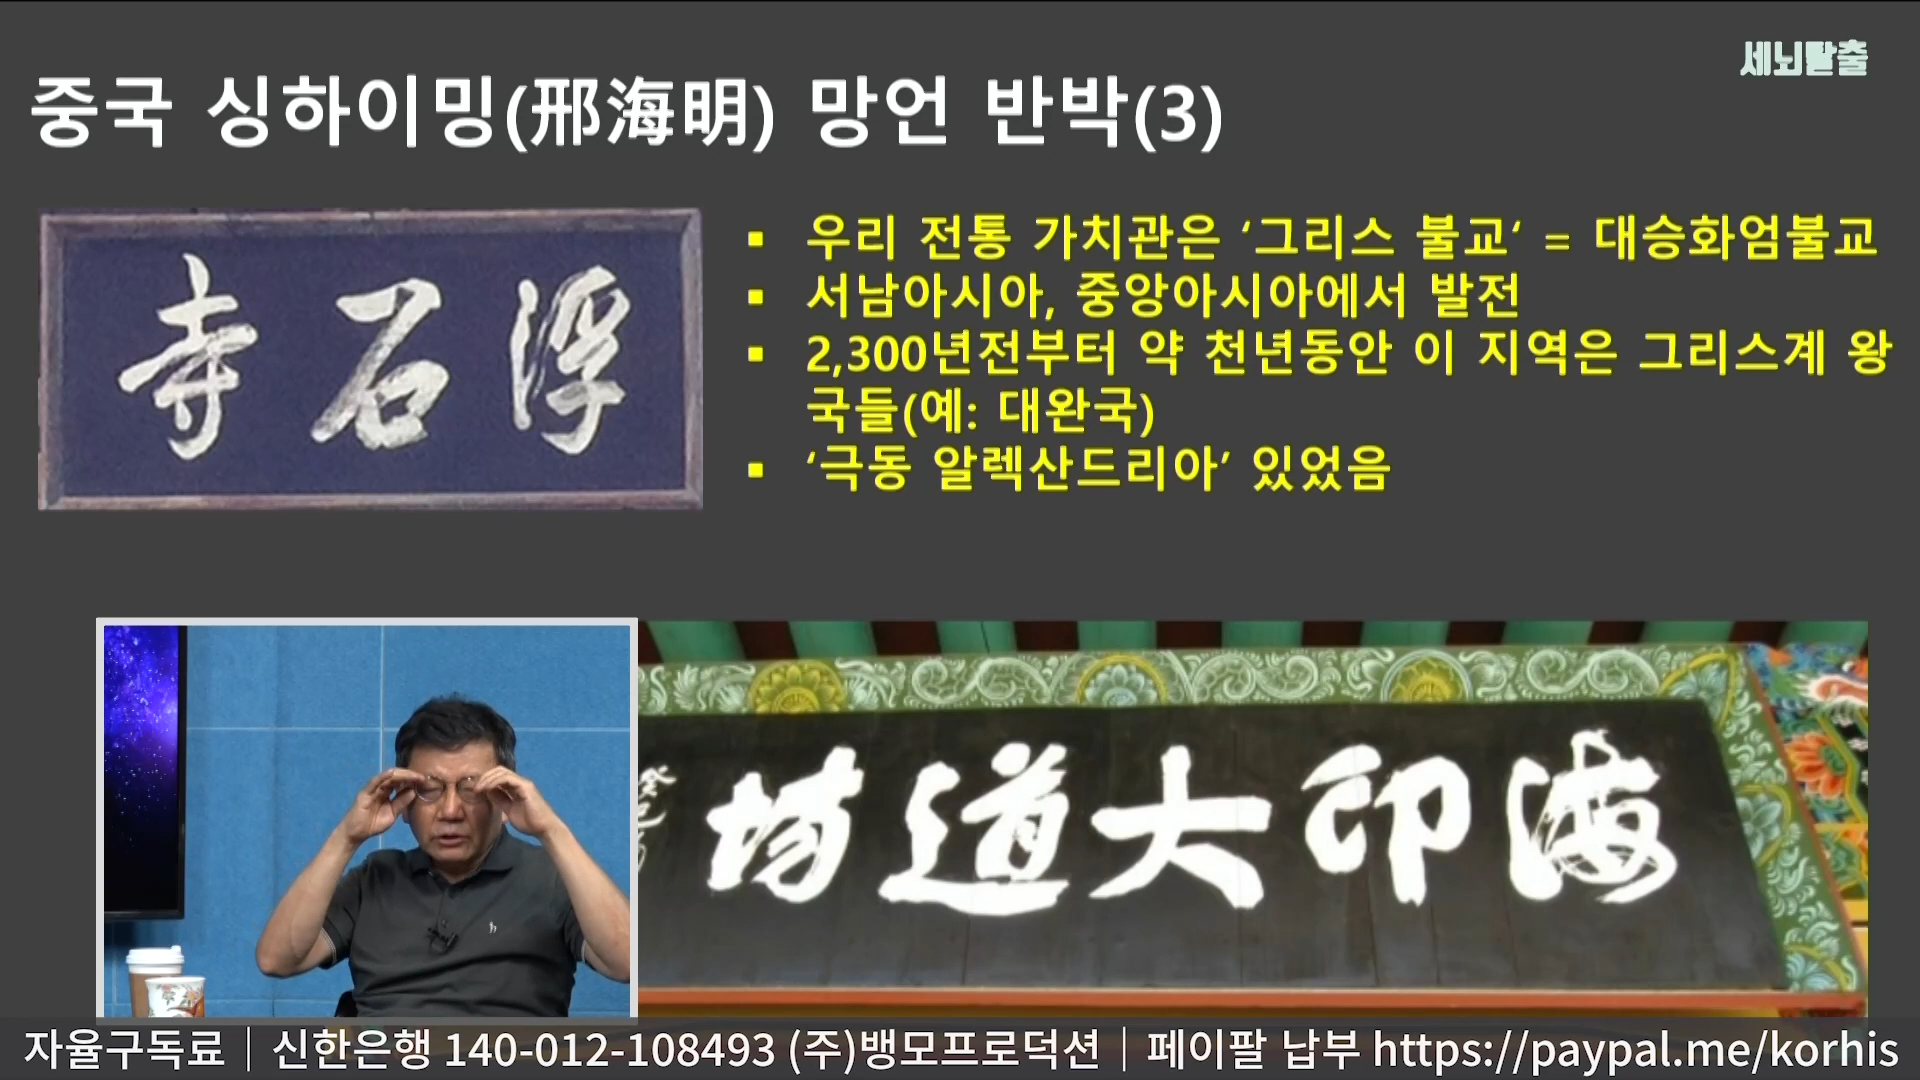 세뇌탈출
중국 싱하이밍(邢海明) 망언 반박(3)
寺石浮
▪ 우리 전통 가치관은 ‘그리스 불교‘ = 대승화엄불교
▪ 서남아시아, 중앙아시아에서 발전
▪ 2,300년전부터 약 천년동안 이 지역은 그리스계 왕
국들(예: 대완국)
▪ ‘극동 알렉산드리아’ 있었음
場道大印海
자율구독료｜신한은행 140-012-108493 (주)뱅모프로덕션｜페이팔 납부 https://paypal.me/korhis